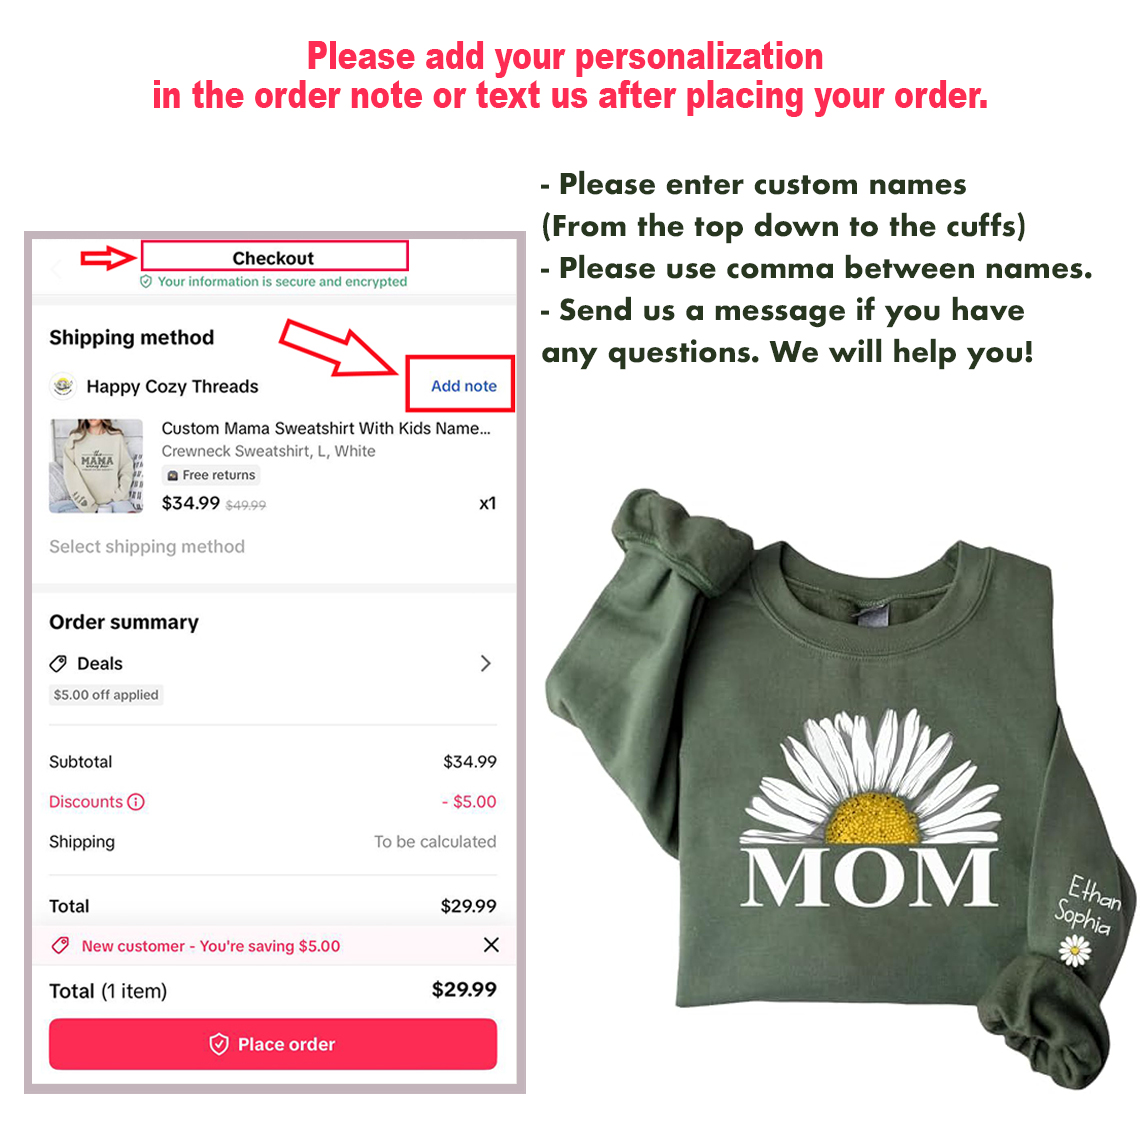 Please add your personalization
in the order note or text us after placing your order.
- Please enter custom names
(From the top down to the cuffs)
- Please use comma between names.
- Send us a message if you have
any questions. We will help you!
Checkout
Your information is secure and encrypted
Shipping method
Happy Cozy Threads
Add note
Custom Mama Sweatshirt With Kids Name...
Crewneck Sweatshirt, L, White
Free returns
$34.99 $49.99
x1
MAMA
Select shipping method
Order summary
Deals
$5.00 off applied
Subtotal
$34.99
Discounts
- $5.00
Shipping
To be calculated
Total
$29.99
New customer - You're saving $5.00
Total (1 item)
$29.99
Place order
MOM
Ethan
Sophia